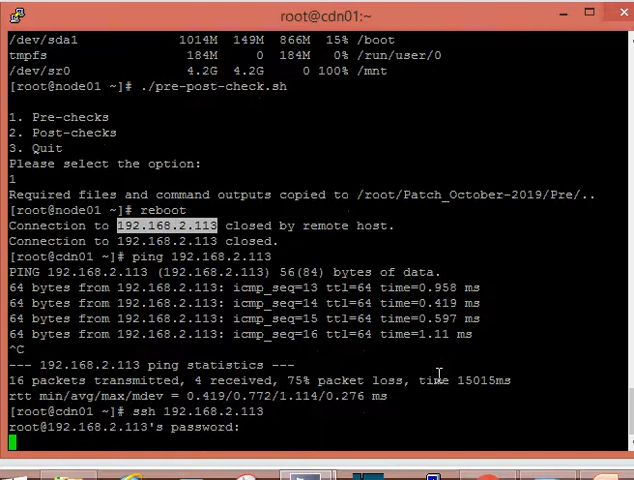 root@cdn01:~
/dev/sda1             1014M  149M  866M  15% /boot
tmpfs                  184M     0  184M   0% /run/user/0
/dev/sr0               4.2G  4.2G     0 100% /mnt
[root@node01 ~]# ./pre-post-check.sh
1. Pre-checks
2. Post-checks
3. Quit
Please select the option:
1
Required files and command outputs copied to /root/Patch_October-2019/Pre/..
[root@node01 ~]# reboot
Connection to 192.168.2.113 closed by remote host.
Connection to 192.168.2.113 closed.
[root@cdn01 ~]# ping 192.168.2.113
PING 192.168.2.113 (192.168.2.113) 56(84) bytes of data.
64 bytes from 192.168.2.113: icmp_seq=13 ttl=64 time=0.958 ms
64 bytes from 192.168.2.113: icmp_seq=14 ttl=64 time=0.419 ms
64 bytes from 192.168.2.113: icmp_seq=15 ttl=64 time=0.597 ms
64 bytes from 192.168.2.113: icmp_seq=16 ttl=64 time=1.11 ms
^C
--- 192.168.2.113 ping statistics ---
16 packets transmitted, 4 received, 75% packet loss, time 15015ms
rtt min/avg/max/mdev = 0.419/0.772/1.114/0.276 ms
[root@cdn01 ~]# ssh 192.168.2.113
root@192.168.2.113's password: